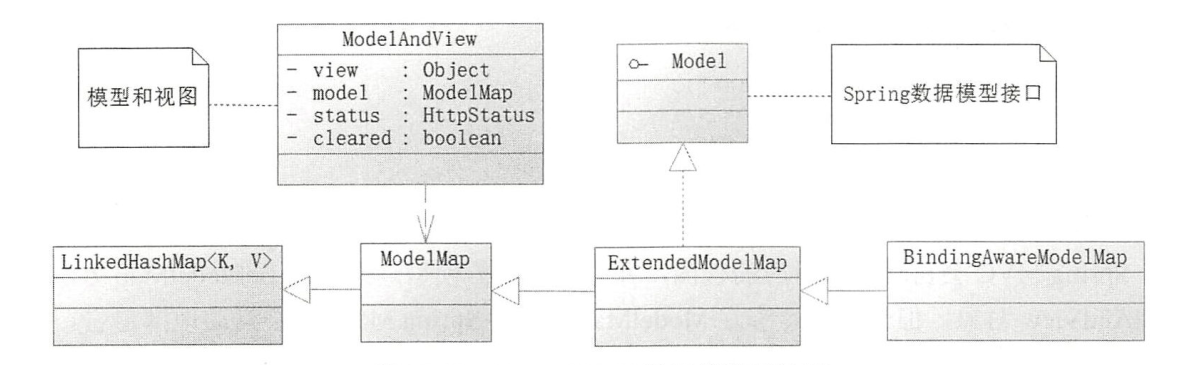 ModelAndView
- view : Object
- model : ModelMap
- status : HttpStatus
- cleared : boolean
模型和视图
Model
Spring数据模型接口
LinkedHashMap<K, V>
ModelMap
ExtendedModelMap
BindingAwareModelMap